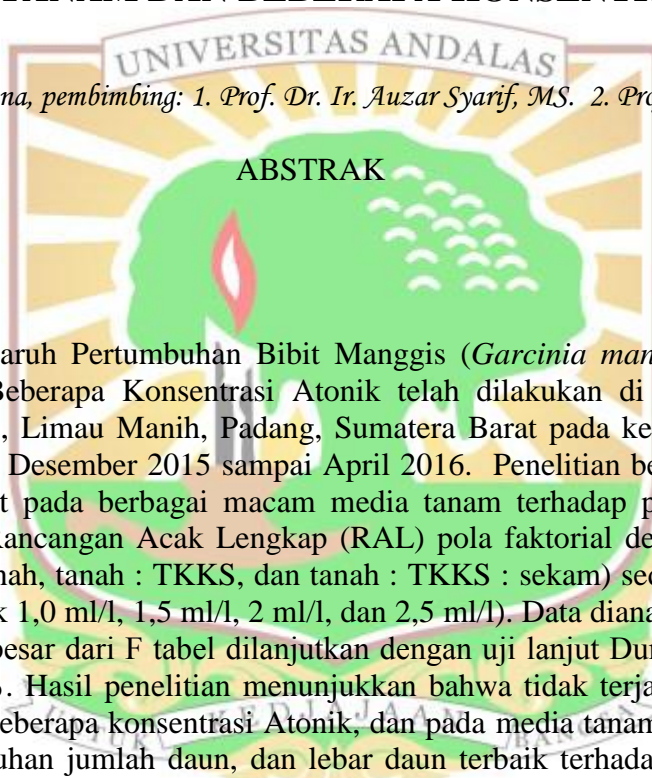 UNIVERSITAS ANDALAS
na, pembimbing: 1. Prof. Dr. Ir. Auzar Syarif, MS. 2. Pro
ABSTRAK
aruh Pertumbuhan Bibit Manggis (Garcinia man
Beberapa Konsentrasi Atonik telah dilakukan di
, Limau Manih, Padang, Sumatera Barat pada ke
Desember 2015 sampai April 2016. Penelitian be
t pada berbagai macam media tanam terhadap p
Rancangan Acak Lengkap (RAL) pola faktorial de
nah, tanah : TKKS, dan tanah : TKKS : sekam) sed
k 1,0 ml/l, 1,5 ml/l, 2 ml/l, dan 2,5 ml/l). Data diana
besar dari F tabel dilanjutkan dengan uji lanjut Dun
. Hasil penelitian menunjukkan bahwa tidak terja
beberapa konsentrasi Atonik, dan pada media tanam
uhan jumlah daun, dan lebar daun terbaik terhada